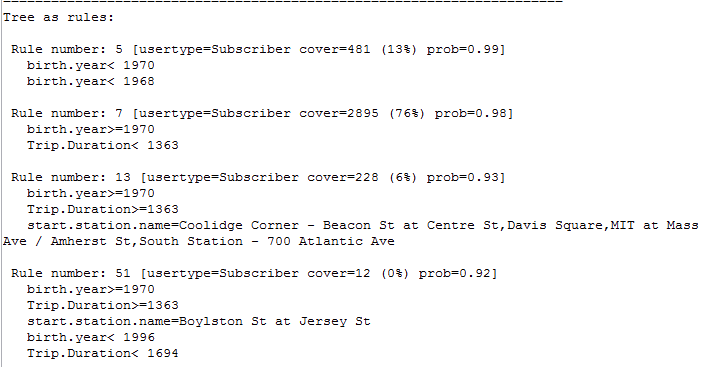 Tree as rules:
Rule number: 5 [usertype=Subscriber cover=481 (13%) prob=0.99]
birth.year< 1970
birth.year< 1968
Rule number: 7 [usertype=Subscriber cover=2895 (76%) prob=0.98]
birth.year>=1970
Trip.Duration< 1363
Rule number: 13 [usertype=Subscriber cover=228 (6%) prob=0.93]
birth.year>=1970
Trip.Duration>=1363
start.station.name=Coolidge Corner - Beacon St at Centre St,Davis Square,MIT at Mass
Ave / Amherst St,South Station - 700 Atlantic Ave
Rule number: 51 [usertype=Subscriber cover=12 (0%) prob=0.92]
birth.year>=1970
Trip.Duration>=1363
start.station.name=Boylston St at Jersey St
birth.year< 1996
Trip.Duration< 1694